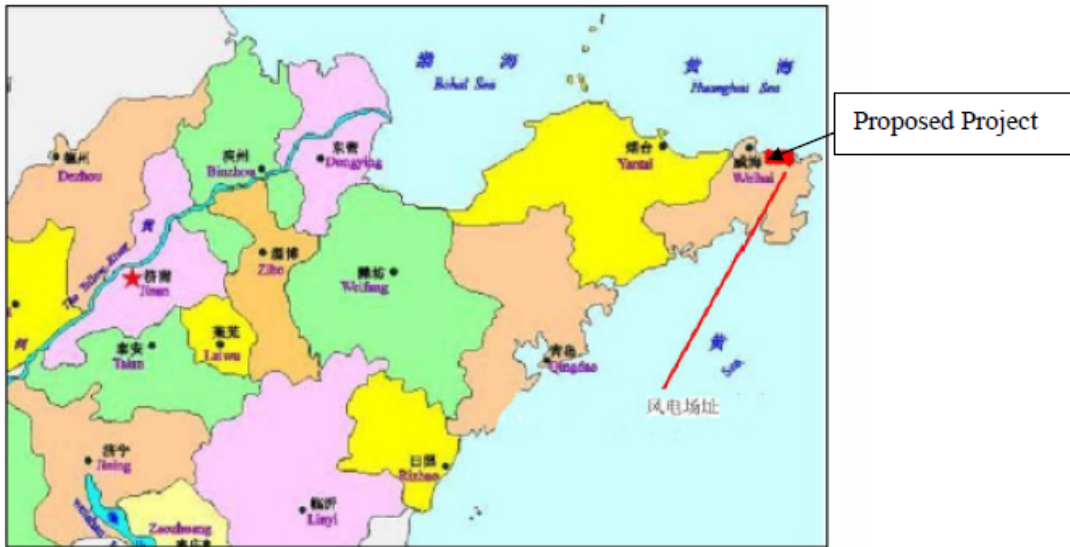 渤 海
Bohai Sea
黄 海
Huanghai Sea
Proposed Project
德州
Dezhou
滨州
Binzhou
东营
Dongying
烟台
Yantai
威海
Weihai
黄
The Yellow River
河
济南
Jinan
淄博
Zibo
潍坊
Weifang
莱芜
Laiwu
泰安
Taian
青岛
Qingdao
黄
Sea
风电场址
济宁
Jining
日照
Rizhao
临沂
Linyi
Zaozhuang